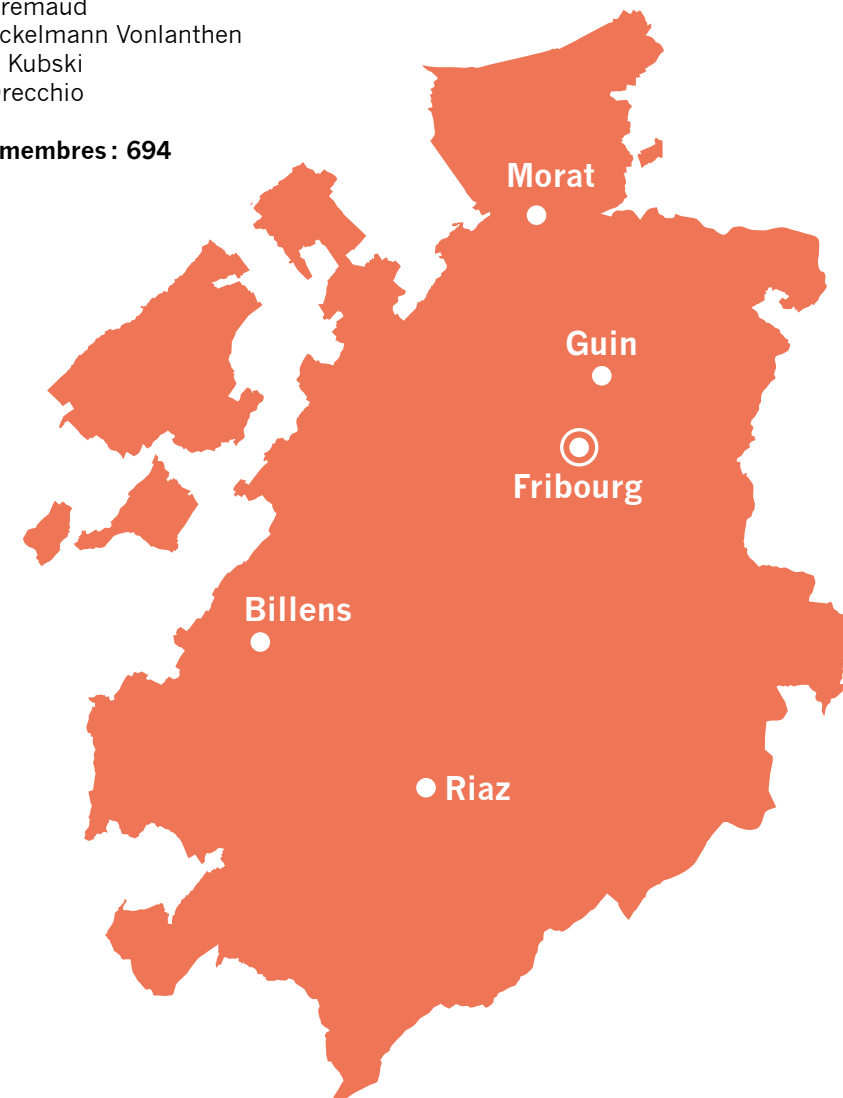 remaud
ckelmann Vonlanthen
Kubski
recchio
membres : 694
Morat
Guin
Fribourg
Billens
Riaz